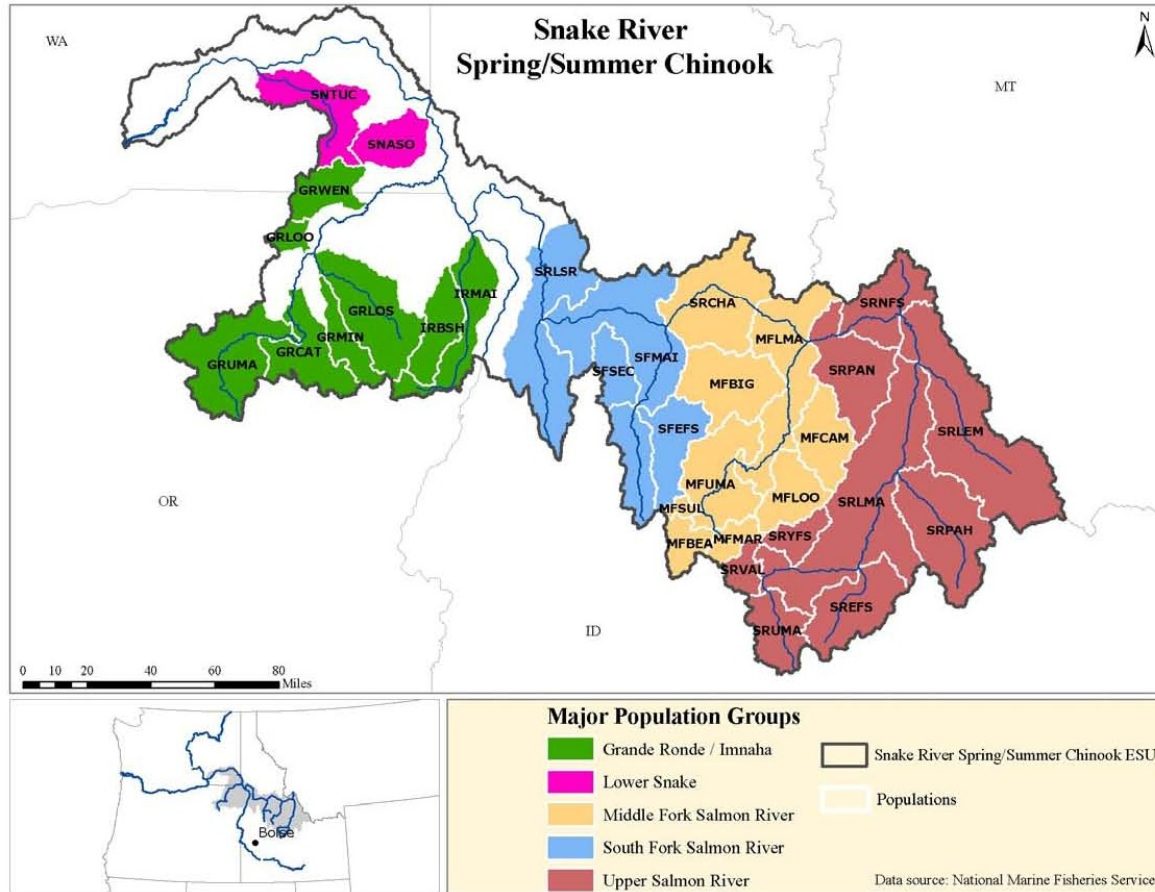 Snake River
Spring/Summer Chinook
N
WA
MT
SNTUC
SNASO
GRWEN
GRLOO
SRLSR
IRMAI
SRCHA
SRNFS
GRLOS
MFLMA
IRBSH
GRMIN
GRCAT
SFMAI
GRUMA
SFSEC
SRPAN
MFBIG
SFEFS
MFCAM
SRLEM
MFUMA
MFLOO
OR
SRLMA
MFSUL
SRPAH
SRYFS
MFBEA
MFMAR
SRVAL
SREFS
ID
SRUMA
0 10 20 40 60 80
Miles
Boise
Major Population Groups
Grande Ronde / Imnaha
Lower Snake
Middle Fork Salmon River
South Fork Salmon River
Upper Salmon River
Snake River Spring/Summer Chinook ESU
Populations
Data source: National Marine Fisheries Service